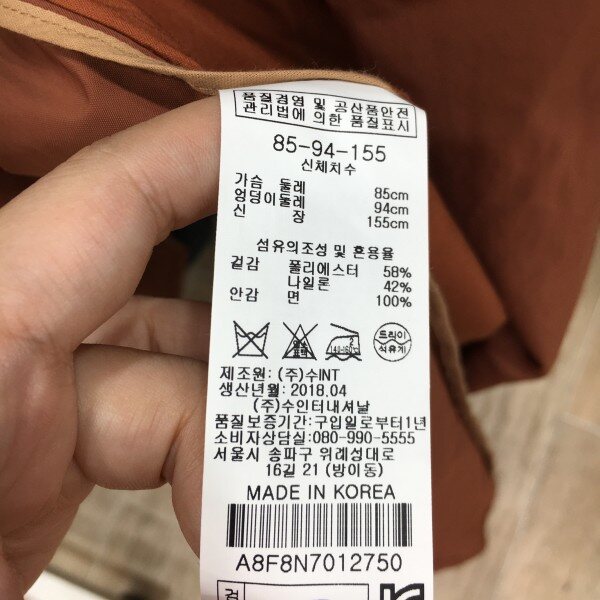 품질경영 및 공산품안전
관리법에 의한 품질표시
85-94-155
신체치수
가슴 둘레 85cm
엉덩이둘레 94cm
신 장 155cm
섬유의조성 및 혼용율
겉감 폴리에스터 58%
나일론 42%
안감 면 100%
140-160℃
드라이
석유계
제조원: (주)수INT
생산년월: 2018.04
(주)수인터내셔날
품질보증기간: 구입일로부터1년
소비자상담실: 080-990-5555
서울시 송파구 위례성대로
16길 21 (방이동)
MADE IN KOREA
A8F8N7012750
검